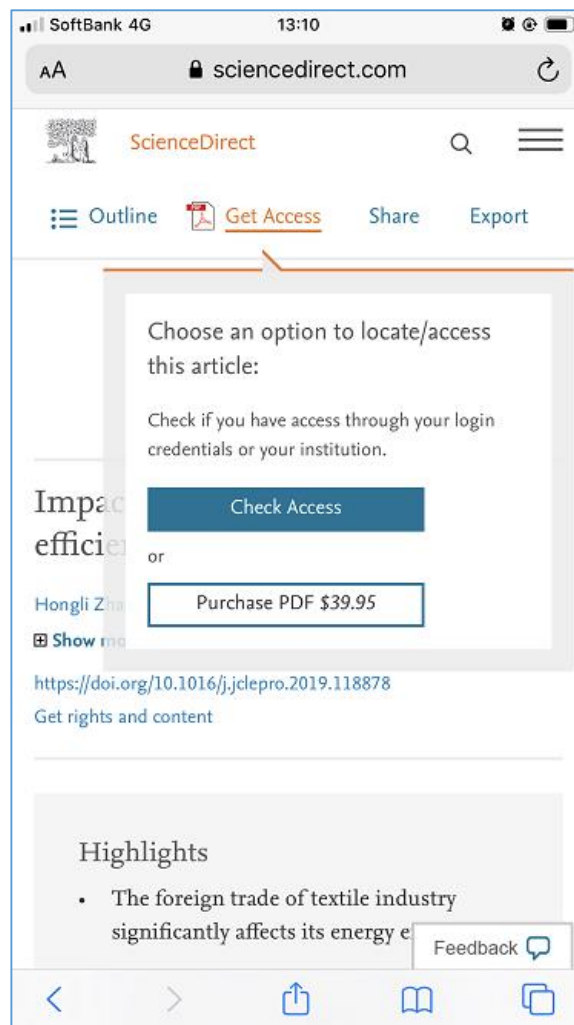 SoftBank 4G 13:10
AA sciencedirect.com
ScienceDirect
Outline Get Access Share Export
Choose an option to locate/access
this article:
Check if you have access through your login
credentials or your institution.
Check Access
or
Purchase PDF $39.95
Impac
efficie
Hongli Zha
Show mo
https://doi.org/10.1016/j.jclepro.2019.118878
Get rights and content
Highlights
• The foreign trade of textile industry
significantly affects its energy e
Feedback